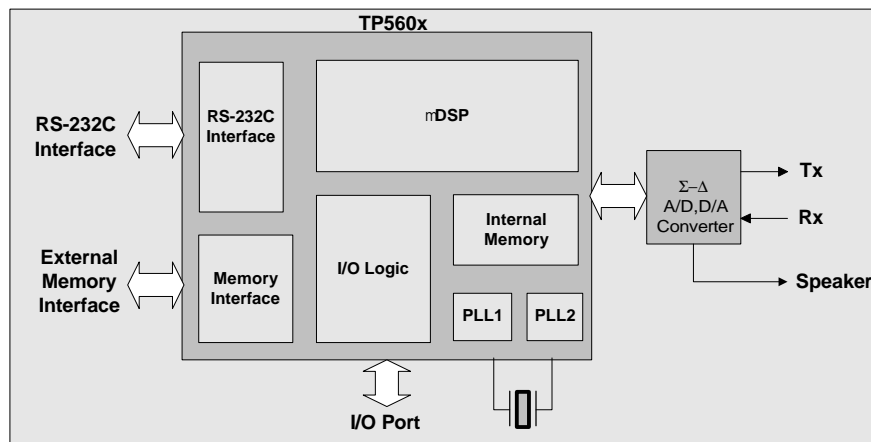 TP560x
RS-232C
Interface
RS-232C
Interface
mDSP
Σ–Δ
A/D,D/A
Converter
Tx
Rx
Speaker
External
Memory
Interface
Memory
Interface
I/O Logic
Internal
Memory
PLL1
PLL2
I/O Port